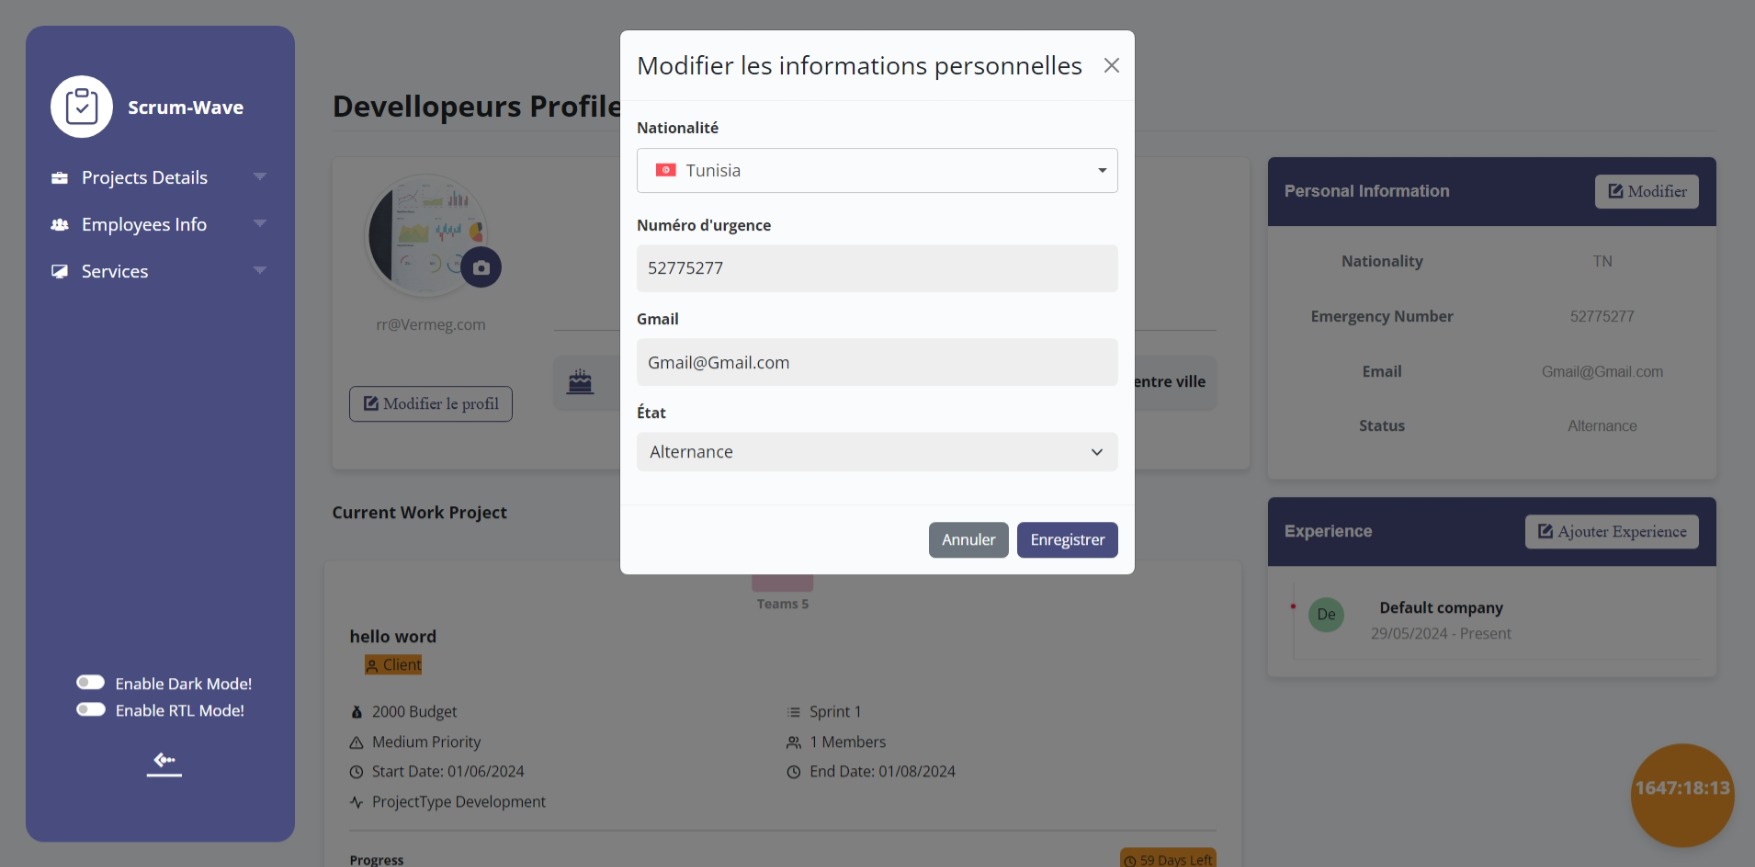 Scrum-Wave
Projects Details
Employees Info
Services
Enable Dark Mode!
Enable RTL Mode!
Devellopeurs Profile
rr@Vermeg.com
Modifier le profil
entre ville
Modifier les informations personnelles
Nationalité
Tunisia
Numéro d'urgence
52775277
Gmail
Gmail@Gmail.com
État
Alternance
Annuler
Enregistrer
Personal Information
Modifier
Nationality TN
Emergency Number 52775277
Email Gmail@Gmail.com
Status Alternance
Experience
Ajouter Experience
De
Default company
29/05/2024 - Present
Current Work Project
Teams 5
hello word
Client
2000 Budget
Sprint 1
Medium Priority
1 Members
Start Date: 01/06/2024
End Date: 01/08/2024
ProjectType Development
Progress
59 Days Left
1647:18:13